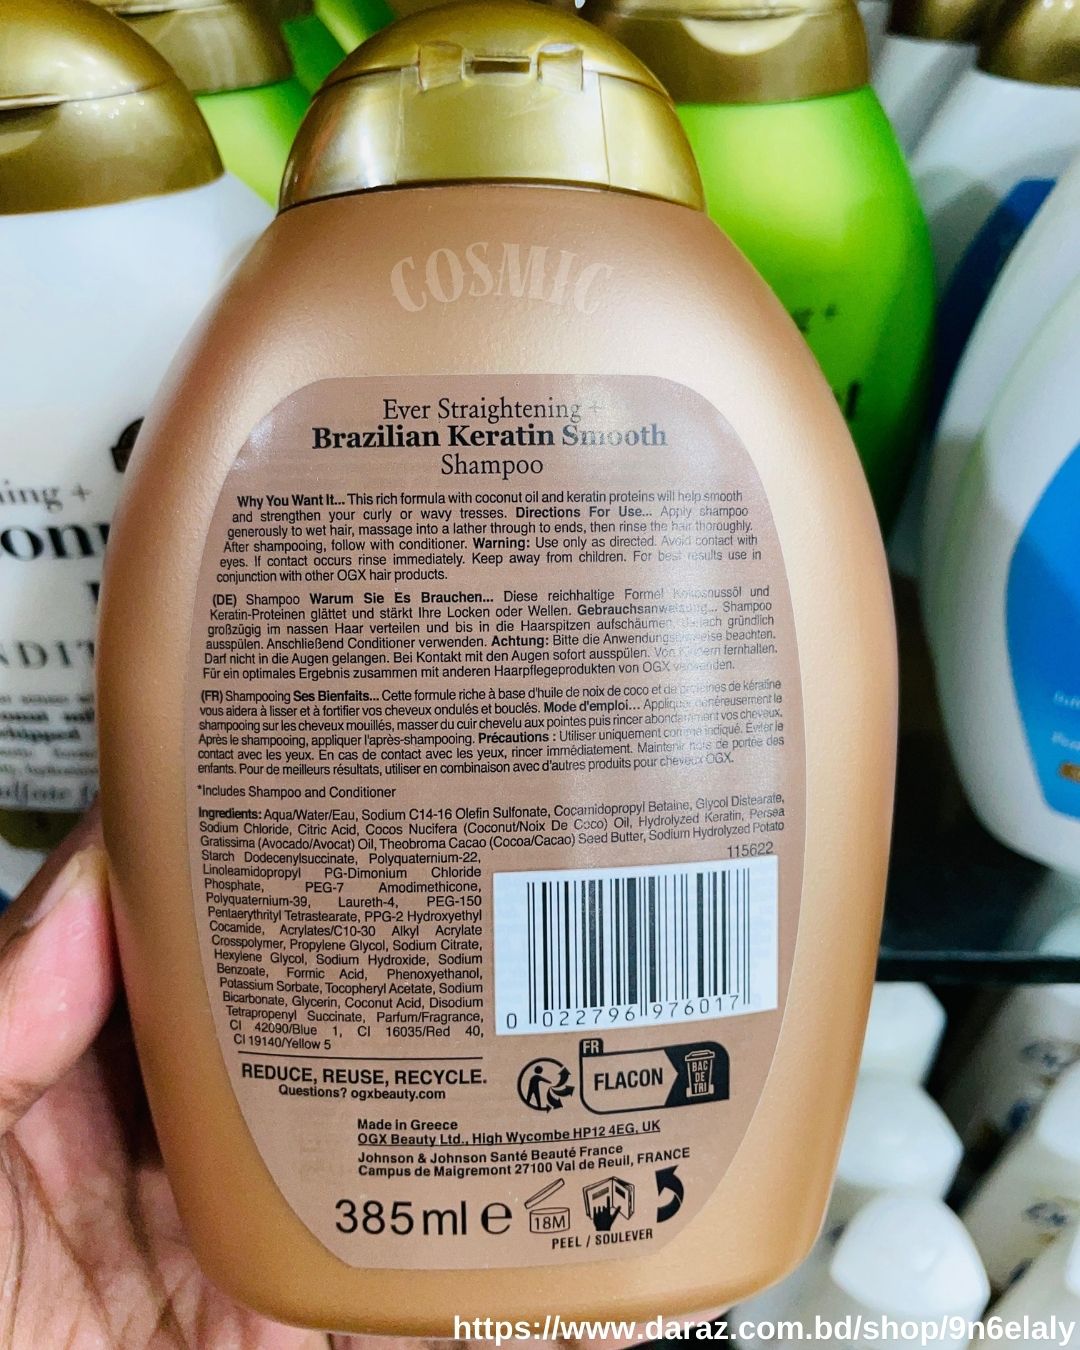 COSMIC
Ever Straightening +
Brazilian Keratin Smooth
Shampoo
Why You Want It... This rich formula with coconut oil and keratin proteins will help smooth
and strengthen your curly or wavy tresses. Directions For Use... Apply shampoo
generously to wet hair, massage into a lather through to ends, then rinse the hair thoroughly.
After shampooing, follow with conditioner. Warning: Use only as directed. Avoid contact with
eyes. If contact occurs rinse immediately. Keep away from children. For best results use in
conjunction with other OGX hair products.
(DE) Shampoo Warum Sie Es Brauchen... Diese reichhaltige Formel Kokosnussöl und
Keratin-Proteinen glättet und stärkt Ihre Locken oder Wellen. Gebrauchsanweisung... Shampoo
großzügig im nassen Haar verteilen und bis in die Haarspitzen aufschäumen, gründlich
ausspülen. Anschließend Conditioner verwenden. Achtung: Bitte die Anwendungshinweise beachten.
Darf nicht in die Augen gelangen. Bei Kontakt mit den Augen sofort ausspülen. Von Kindern fernhalten.
Für ein optimales Ergebnis zusammen mit anderen Haarpflegeprodukten von OGX verwenden.
(FR) Shampooing Ses Bienfaits... Cette formule riche à base d'huile de noix de coco et de protéines de kératine
vous aidera à lisser et à fortifier vos cheveux ondulés et bouclés. Mode d'emploi... Appliquer généreusement le
shampooing sur les cheveux mouillés, masser du cuir chevelu aux pointes puis rincer abondamment vos cheveux.
Après le shampooing, appliquer l'après-shampooing. Précautions : Utiliser uniquement comme indiqué. Éviter le
contact avec les yeux. En cas de contact avec les yeux, rincer immédiatement. Maintenir hors de portée des
enfants. Pour de meilleurs résultats, utiliser en combinaison avec d'autres produits pour cheveux OGX.
*Includes Shampoo and Conditioner
Ingredients: Aqua/Water/Eau, Sodium C14-16 Olefin Sulfonate, Cocamidopropyl Betaine, Glycol Distearate,
Sodium Chloride, Citric Acid, Cocos Nucifera (Coconut/Noix De Coco) Oil, Hydrolyzed Keratin, Persea
Gratissima (Avocado/Avocat) Oil, Theobroma Cacao (Cocoa/Cacao) Seed Butter, Sodium Hydrolyzed Potato
Starch Dodecenylsuccinate, Polyquaternium-22,
Linoleamidopropyl PG-Dimonium Chloride
Phosphate, PEG-7 Amodimethicone,
Polyquaternium-39, Laureth-4, PEG-150
Pentaerythrityl Tetrastearate, PPG-2 Hydroxyethyl
Cocamide, Acrylates/C10-30 Alkyl Acrylate
Crosspolymer, Propylene Glycol, Sodium Citrate,
Hexylene Glycol, Sodium Hydroxide, Sodium
Benzoate, Formic Acid, Phenoxyethanol,
Potassium Sorbate, Tocopheryl Acetate, Sodium
Bicarbonate, Glycerin, Coconut Acid, Disodium
Tetrapropenyl Succinate, Parfum/Fragrance,
CI 42090/Blue 1, CI 16035/Red 40,
CI 19140/Yellow 5
115622
0 022796 976017
REDUCE, REUSE, RECYCLE.
Questions? ogxbeauty.com
FR
FLACON
BAC
DE
TRI
Made in Greece
OGX Beauty Ltd., High Wycombe HP12 4EG, UK
Johnson & Johnson Santé Beauté France
Campus de Maigremont 27100 Val de Reuil, FRANCE
385 ml e
18M
PEEL / SOULEVER
https://www.daraz.com.bd/shop/9n6elaly